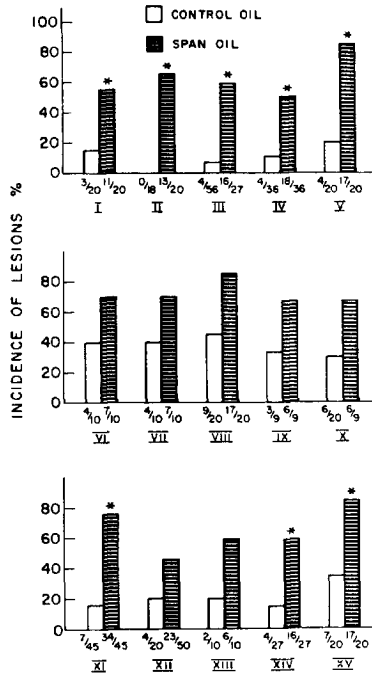 CONTROL OIL
SPAN OIL
INCIDENCE OF LESIONS %
100
80
60
40
20
0
* * * * *
3/20 11/20 0/18 13/20 4/56 16/27 4/36 18/36 4/20 17/20
I II III IV V
80
60
40
20
0
4/10 7/10 4/10 7/10 9/20 17/20 3/9 6/9 6/20 6/9
VI VII VIII IX X
80
60
40
20
0
* * *
7/45 34/45 4/20 23/50 2/10 6/10 4/27 16/27 7/20 17/20
XI XII XIII XIV XV